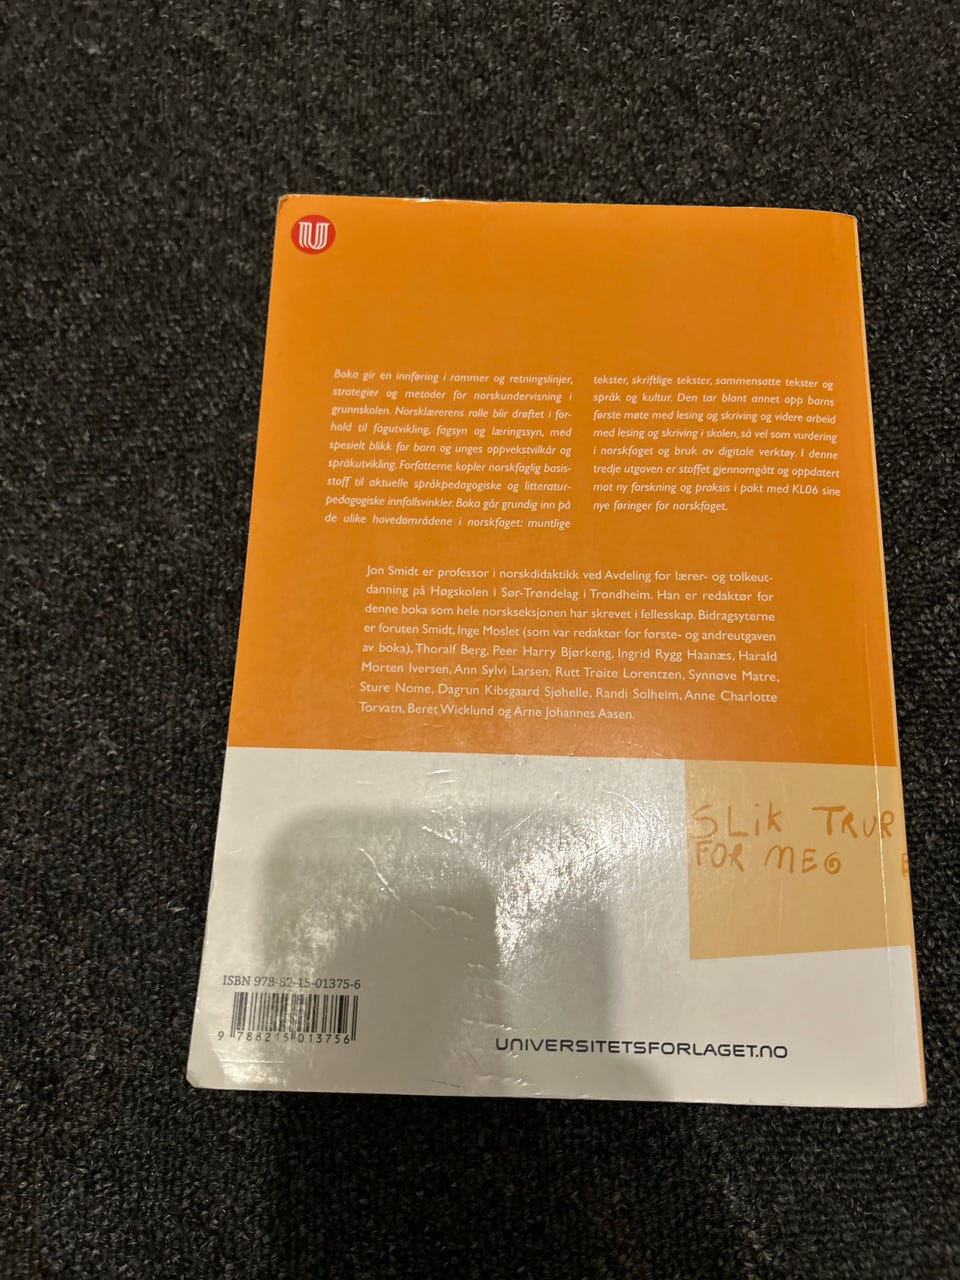 U
Boka gir en innføring i rammer og retningslinjer,
strategier og metoder for norskundervisning i
grunnskolen. Norsklærerens rolle blir drøftet i for-
hold til fagutvikling, fagsyn og læringssyn, med
spesielt blikk for barn og unges oppvekstvilkår og
språkutvikling. Forfatterne kopler norskfaglig basis-
stoff til aktuelle språkpedagogiske og litteratur-
pedagogiske innfallsvinkler. Boka går grundig inn på
de ulike hovedområdene i norskfaget: muntlige
tekster, skriftlige tekster, sammensatte tekster og
språk og kultur. Den tar blant annet opp barns
første møte med lesing og skriving og videre arbeid
med lesing og skriving i skolen, så vel som vurdering
i norskfaget og bruk av digitale verktøy. I denne
tredje utgaven er stoffet gjennomgått og oppdatert
mot ny forskning og praksis i pakt med KL06 sine
nye føringer for norskfaget.
Jon Smidt er professor i norskdidaktikk ved Avdeling for lærer- og tolkeut-
danning på Høgskolen i Sør-Trøndelag i Trondheim. Han er redaktør for
denne boka som hele norskseksjonen har skrevet i fellesskap. Bidragsyterne
er foruten Smidt, Inge Moslet (som var redaktør for første- og andreutgaven
av boka), Thoralf Berg, Peer Harry Bjørkeng, Ingrid Rygg Haanæs, Harald
Morten Iversen, Ann Sylvi Larsen, Rutt Trøite Lorentzen, Synnøve Matre,
Sture Nome, Dagrun Kibsgaard Sjøhelle, Randi Solheim, Anne Charlotte
Torvatn, Beret Wicklund og Arne Johannes Aasen.
SLiK TRUR
FOR MEG
ISBN 978-82-15-01375-6
9 788215 013756
UNIVERSITETSFORLAGET.NO